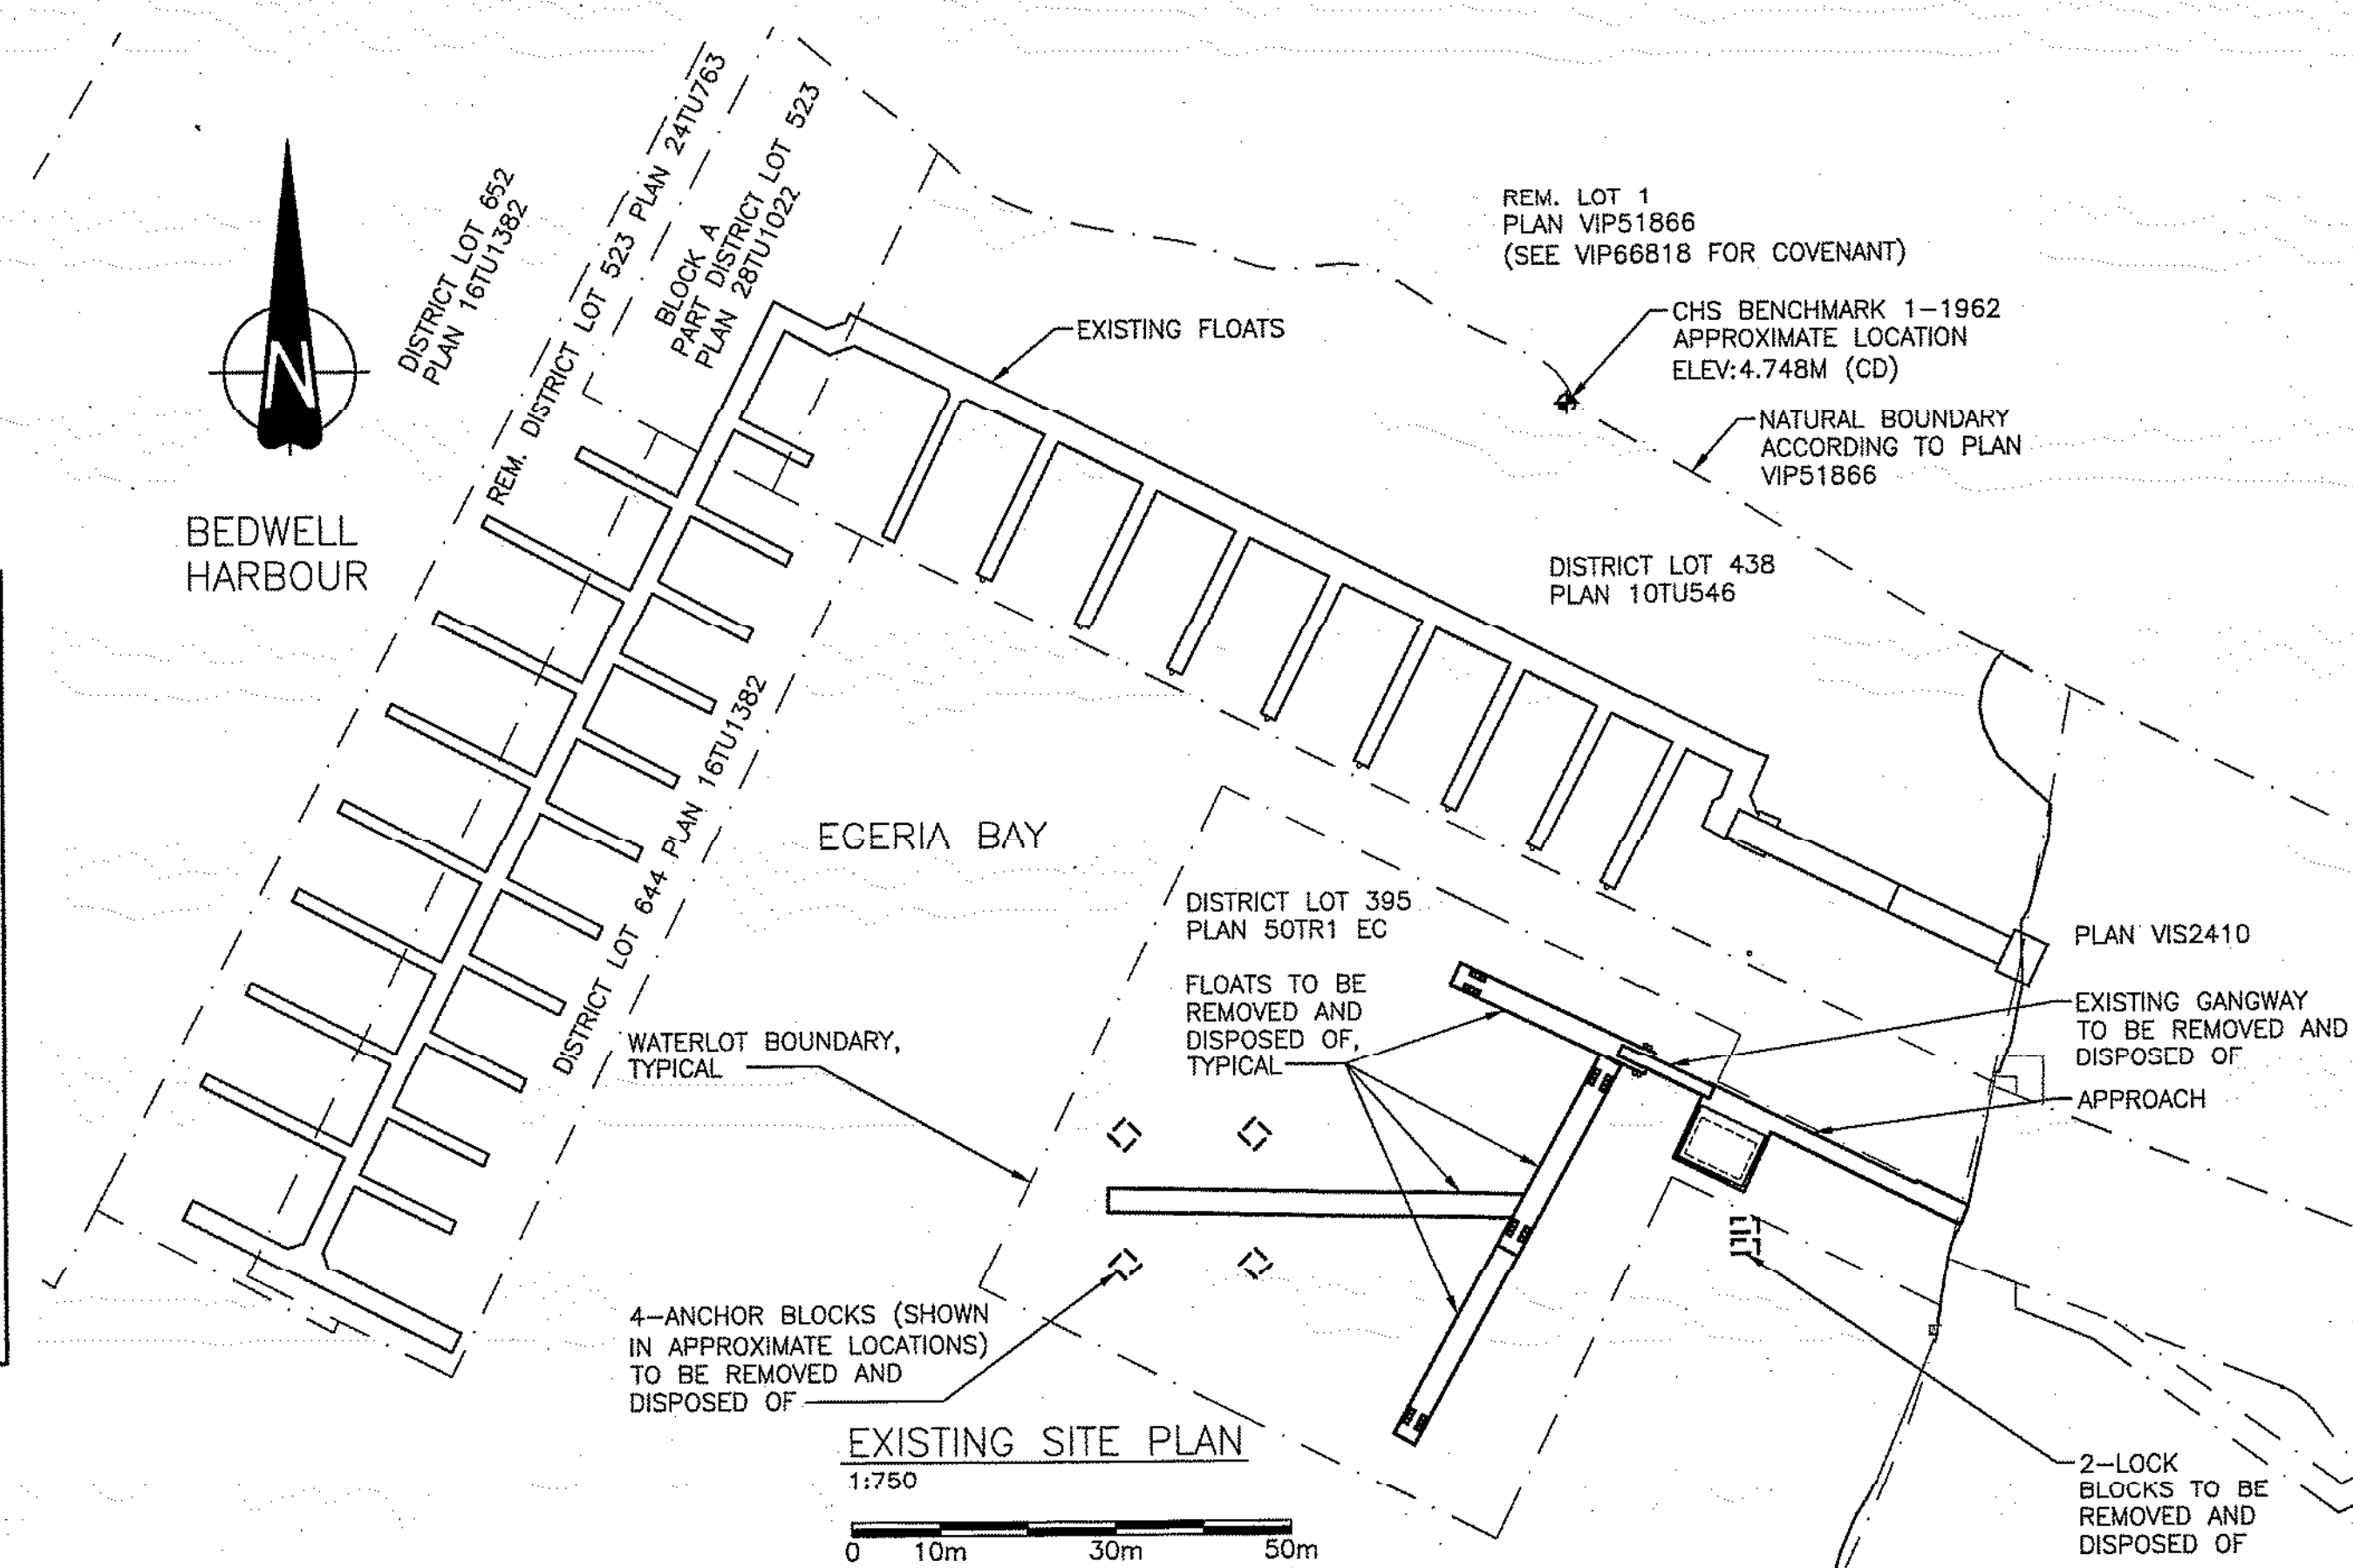 DISTRICT LOT 652
PLAN 16TU1382
REM. DISTRICT LOT 523 PLAN 24TU763
BLOCK A
PART DISTRICT LOT 523
PLAN 28TU1022
REM. LOT 1
PLAN VIP51866
(SEE VIP66818 FOR COVENANT)
N
EXISTING FLOATS
CHS BENCHMARK 1-1962
APPROXIMATE LOCATION
ELEV:4.748M (CD)
NATURAL BOUNDARY
ACCORDING TO PLAN
VIP51866
BEDWELL
HARBOUR
DISTRICT LOT 438
PLAN 10TU546
DISTRICT LOT 644 PLAN 16TU1382
EGERIA BAY
DISTRICT LOT 395
PLAN 50TR1 EC
PLAN VIS2410
FLOATS TO BE
REMOVED AND
DISPOSED OF,
TYPICAL
EXISTING GANGWAY
TO BE REMOVED AND
DISPOSED OF
WATERLOT BOUNDARY,
TYPICAL
APPROACH
4-ANCHOR BLOCKS (SHOWN
IN APPROXIMATE LOCATIONS)
TO BE REMOVED AND
DISPOSED OF
2-LOCK
BLOCKS TO BE
REMOVED AND
DISPOSED OF
EXISTING SITE PLAN
1:750
0 10m 30m 50m